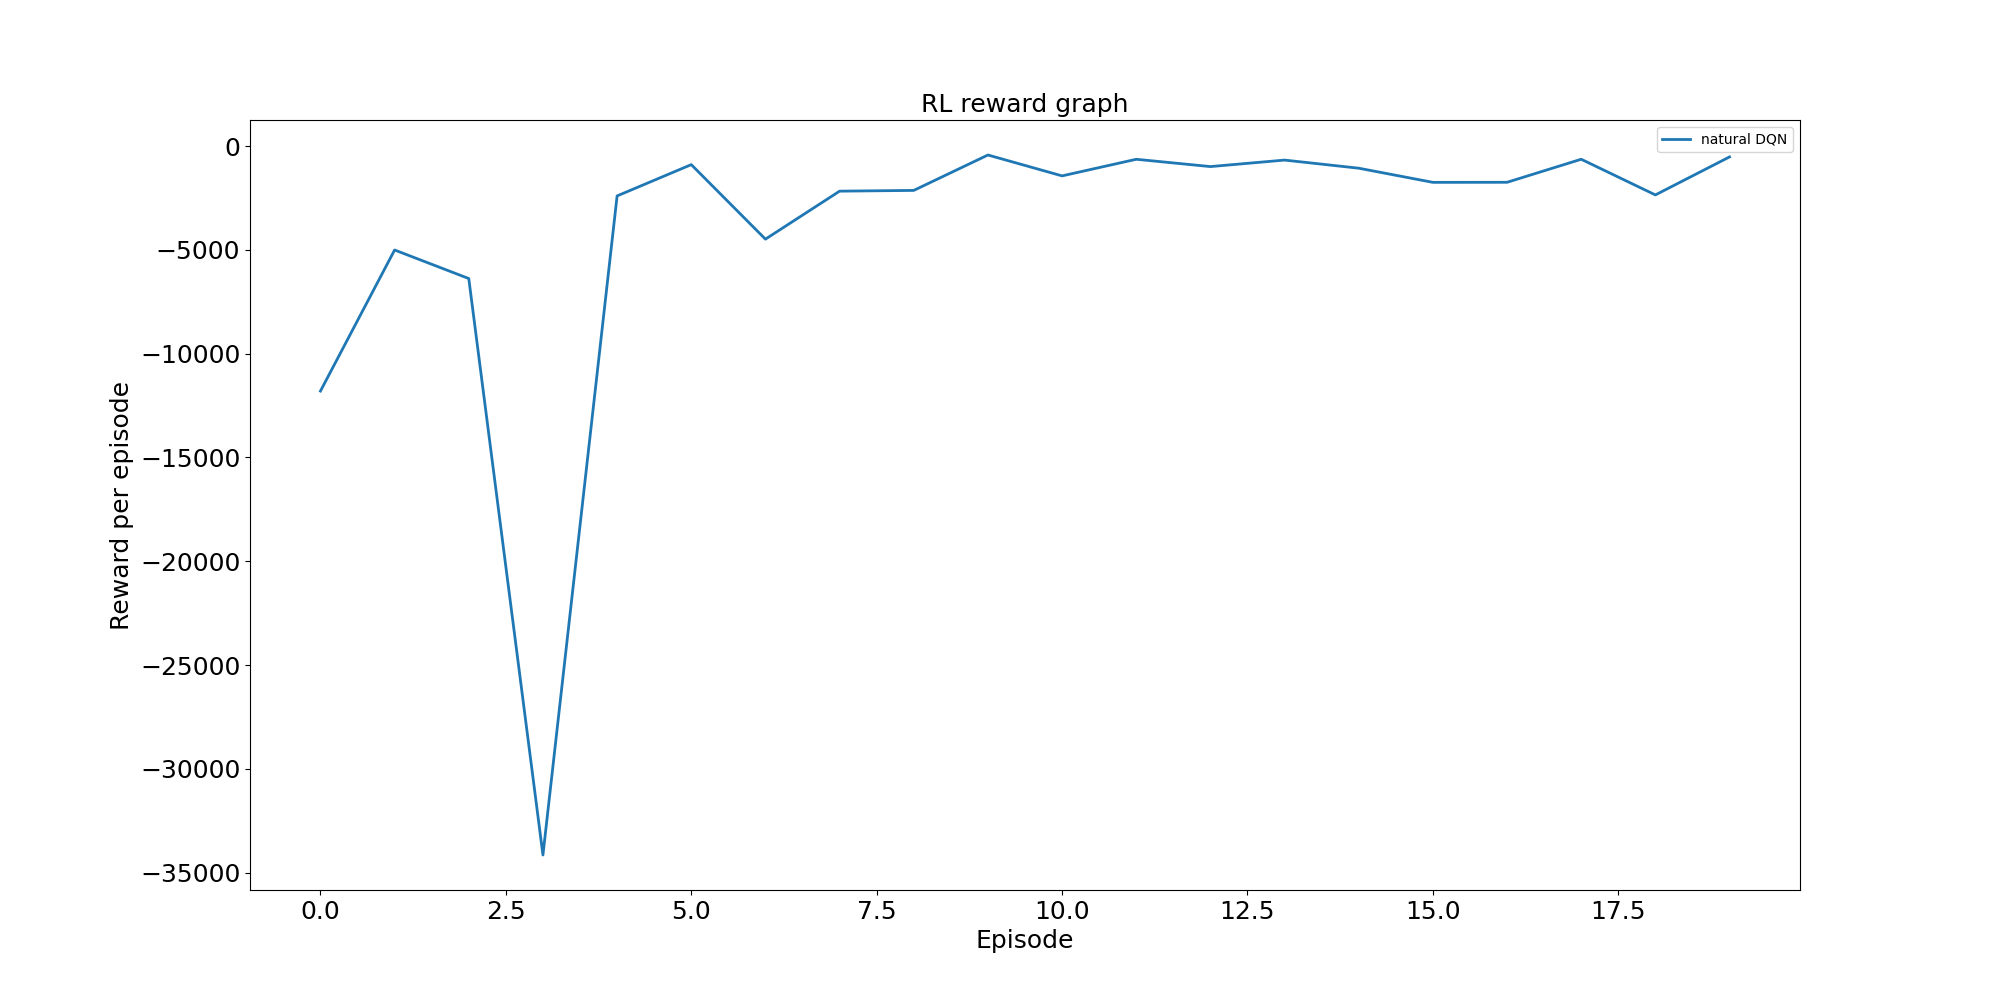 RL reward graph
natural DQN
0
−5000
−10000
−15000
−20000
−25000
−30000
−35000
Reward per episode
0.0 2.5 5.0 7.5 10.0 12.5 15.0 17.5
Episode